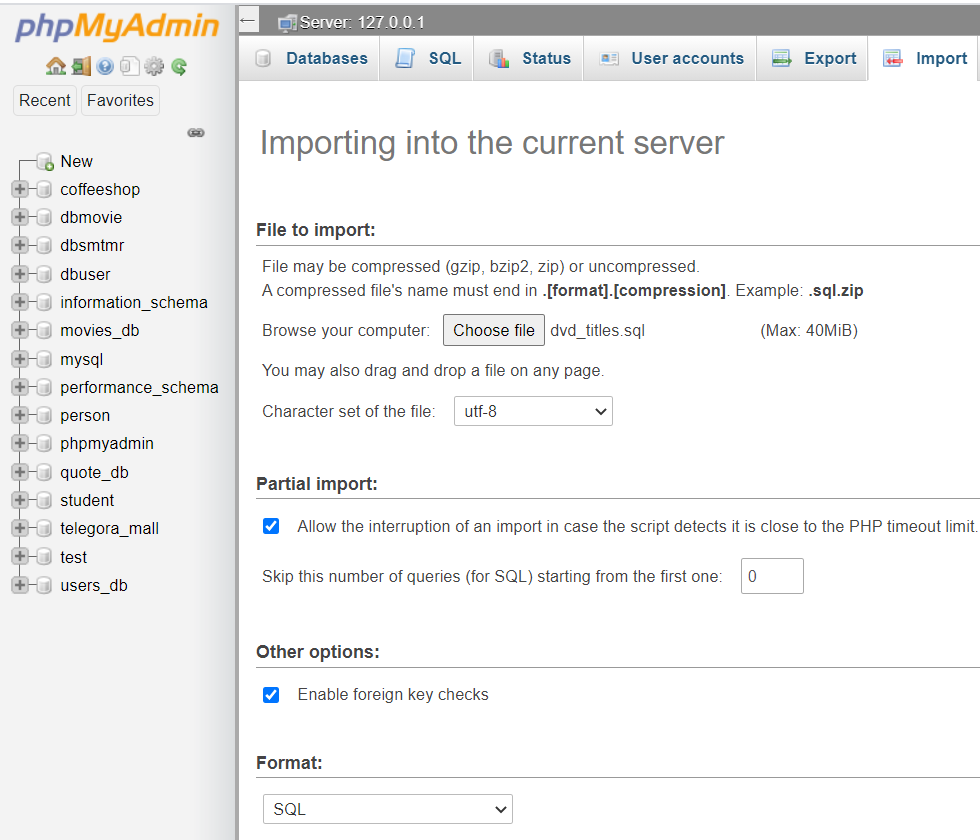 phpMyAdmin
Recent Favorites
New
coffeeshop
dbmovie
dbsmtmr
dbuser
information_schema
movies_db
mysql
performance_schema
person
phpmyadmin
quote_db
student
telegora_mall
test
users_db
Server: 127.0.0.1
Databases SQL Status User accounts Export Import
Importing into the current server
File to import:
File may be compressed (gzip, bzip2, zip) or uncompressed.
A compressed file's name must end in .[format].[compression]. Example: .sql.zip
Browse your computer: Choose file dvd_titles.sql (Max: 40MiB)
You may also drag and drop a file on any page.
Character set of the file: utf-8
Partial import:
Allow the interruption of an import in case the script detects it is close to the PHP timeout limit.
Skip this number of queries (for SQL) starting from the first one: 0
Other options:
Enable foreign key checks
Format:
SQL